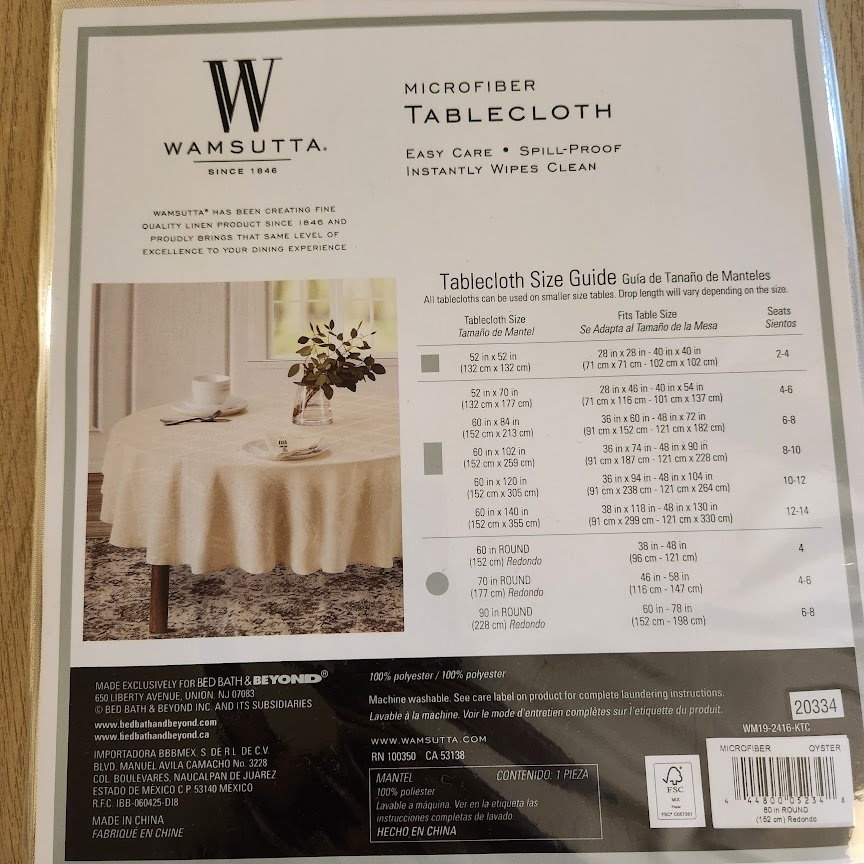 W
WAMSUTTA®
SINCE 1846
MICROFIBER
TABLECLOTH
EASY CARE • SPILL-PROOF
INSTANTLY WIPES CLEAN
WAMSUTTA® HAS BEEN CREATING FINE
QUALITY LINEN PRODUCT SINCE 1846 AND
PROUDLY BRINGS THAT SAME LEVEL OF
EXCELLENCE TO YOUR DINING EXPERIENCE
Tablecloth Size Guide Guía de Tanaño de Manteles
All tablecloths can be used on smaller size tables. Drop length will vary depending on the size.
Tablecloth Size Fits Table Size Seats
Tamaño de Mantel Se Adapta al Tamaño de la Mesa Sientos
52 in x 52 in 28 in x 28 in - 40 in x 40 in 2-4
(132 cm x 132 cm) (71 cm x 71 cm - 102 cm x 102 cm)
52 in x 70 in 28 in x 46 in - 40 in x 54 in 4-6
(132 cm x 177 cm) (71 cm x 116 cm - 101 cm x 137 cm)
60 in x 84 in 36 in x 60 in - 48 in x 72 in 6-8
(152 cm x 213 cm) (91 cm x 152 cm - 121 cm x 182 cm)
60 in x 102 in 36 in x 74 in - 48 in x 90 in 8-10
(152 cm x 259 cm) (91 cm x 187 cm - 121 cm x 228 cm)
60 in x 120 in 36 in x 94 in - 48 in x 104 in 10-12
(152 cm x 305 cm) (91 cm x 238 cm - 121 cm x 264 cm)
60 in x 140 in 38 in x 118 in - 48 in x 130 in 12-14
(152 cm x 355 cm) (91 cm x 299 cm - 121 cm x 330 cm)
60 in ROUND 38 in - 48 in 4
(152 cm) Redondo (96 cm - 121 cm)
70 in ROUND 46 in - 58 in 4-6
(177 cm) Redondo (116 cm - 147 cm)
90 in ROUND 60 in - 78 in 6-8
(228 cm) Redondo (152 cm - 198 cm)
MADE EXCLUSIVELY FOR BED BATH & BEYOND®
650 LIBERTY AVENUE, UNION, NJ 07083
© BED BATH & BEYOND INC. AND ITS SUBSIDIARIES
www.bedbathandbeyond.com
www.bedbathandbeyond.ca
IMPORTADORA BBBMEX, S. DE R.L. DE C.V.
BLVD. MANUEL AVILA CAMACHO No. 3228
COL. BOULEVARES, NAUCALPAN DE JUAREZ
ESTADO DE MÉXICO C.P. 53140 MEXICO
R.F.C. IBB-060425-DI8
MADE IN CHINA
FABRIQUÉ EN CHINE
100% polyester / 100% polyester
Machine washable. See care label on product for complete laundering instructions.
Lavable à la machine. Voir le mode d'entretien complètes sur l'etiquette du produit.
WWW.WAMSUTTA.COM
RN 100350 CA 53138
MANTEL CONTENIDO: 1 PIEZA
100% poliéster
Lavable a máquina. Ver en la etiqueta las
instrucciones completas de lavado.
HECHO EN CHINA
20334
WM19-2416-KTC
FSC
MIX
Paper
MICROFIBER OYSTER
4 44800 05234 8
60 in ROUND
(152 cm) Redondo